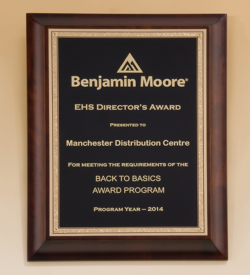 Benjamin Moore®
EHS DIRECTOR'S AWARD
PRESENTED TO
Manchester Distribution Centre
FOR MEETING THE REQUIREMENTS OF THE
BACK TO BASICS
AWARD PROGRAM
PROGRAM YEAR – 2014